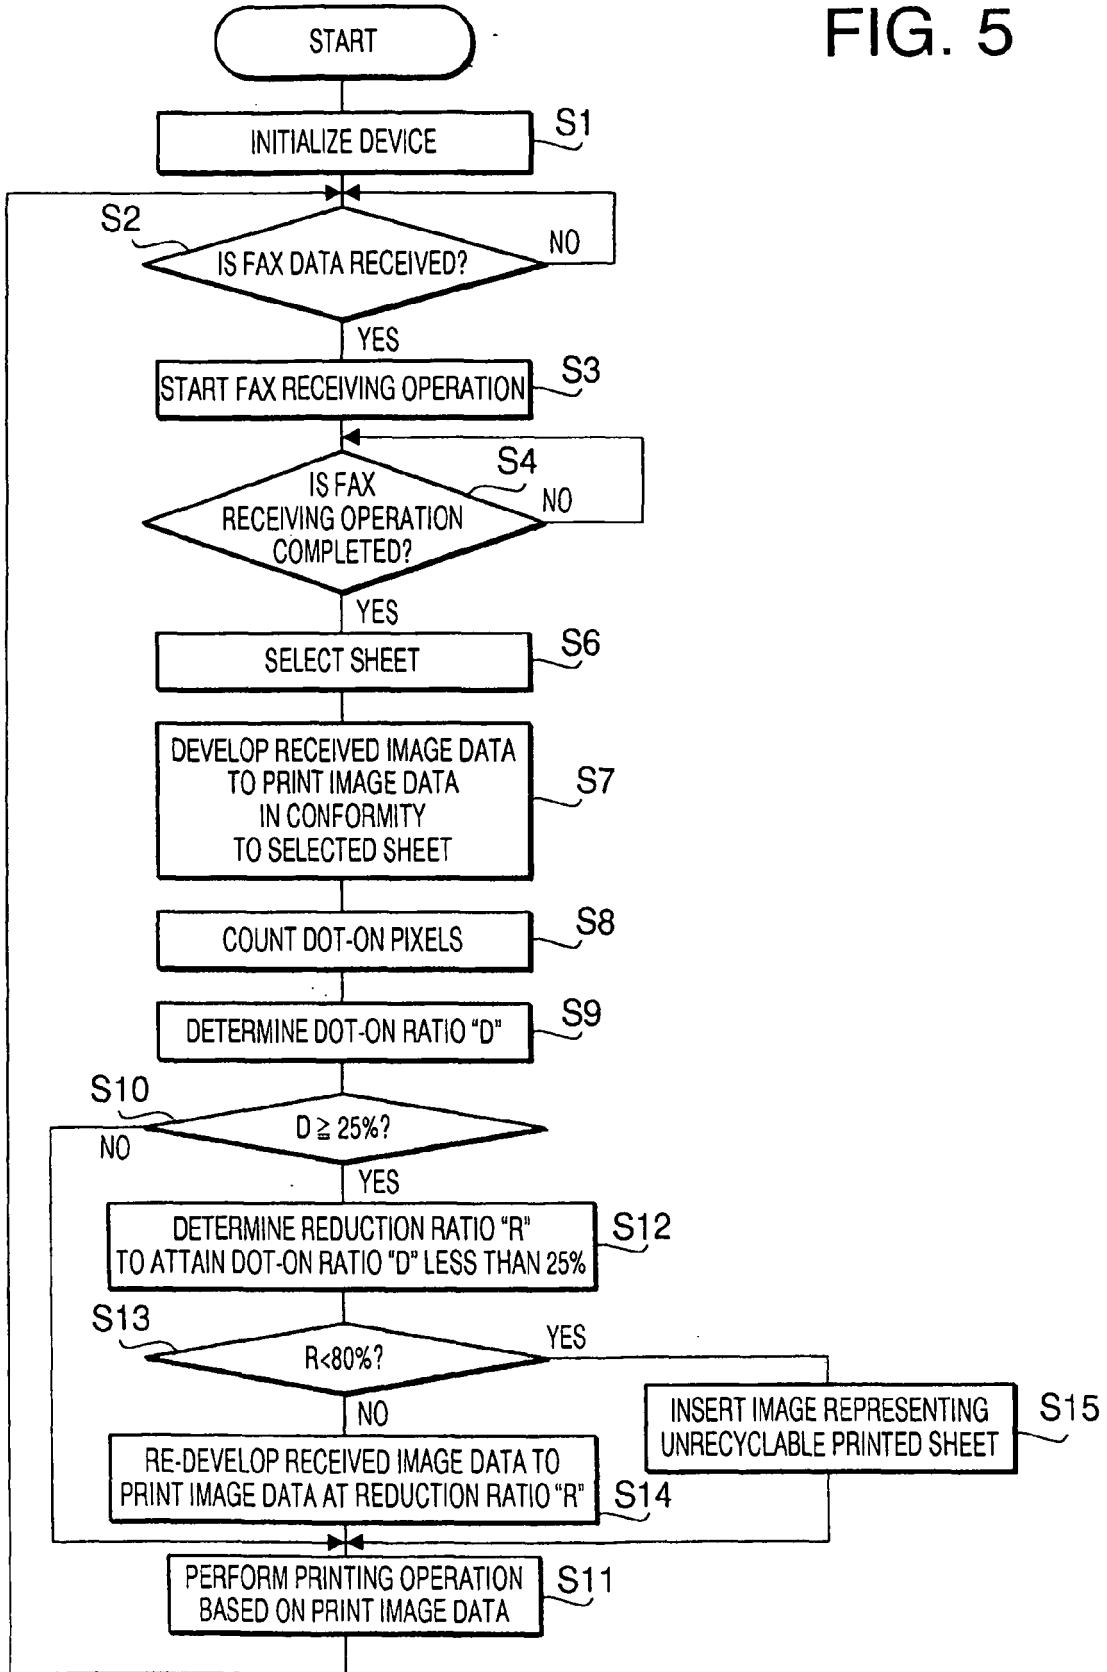 FIG. 5
START
INITIALIZE DEVICE
S1
S2
IS FAX DATA RECEIVED?
NO
YES
START FAX RECEIVING OPERATION
S3
S4
IS FAX
RECEIVING OPERATION
COMPLETED?
NO
YES
SELECT SHEET
S6
DEVELOP RECEIVED IMAGE DATA
TO PRINT IMAGE DATA
IN CONFORMITY
TO SELECTED SHEET
S7
COUNT DOT-ON PIXELS
S8
DETERMINE DOT-ON RATIO "D"
S9
S10
D ≧ 25%?
NO
YES
DETERMINE REDUCTION RATIO "R"
TO ATTAIN DOT-ON RATIO "D" LESS THAN 25%
S12
S13
R<80%?
YES
NO
INSERT IMAGE REPRESENTING
UNRECYCLABLE PRINTED SHEET
S15
RE-DEVELOP RECEIVED IMAGE DATA TO
PRINT IMAGE DATA AT REDUCTION RATIO "R"
S14
PERFORM PRINTING OPERATION
BASED ON PRINT IMAGE DATA
S11